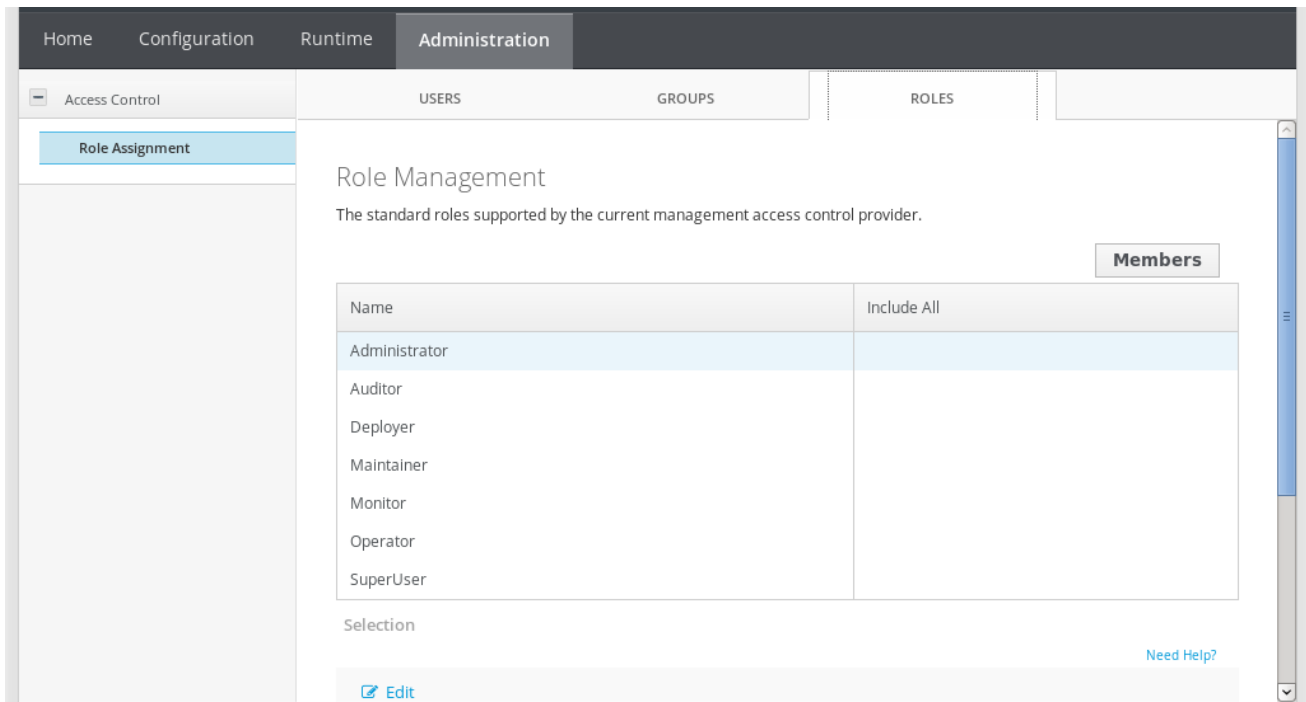 Home Configuration Runtime Administration
Access Control
USERS GROUPS ROLES
Role Assignment
Role Management
The standard roles supported by the current management access control provider.
Members
Name Include All
Administrator
Auditor
Deployer
Maintainer
Monitor
Operator
SuperUser
Selection
Need Help?
Edit